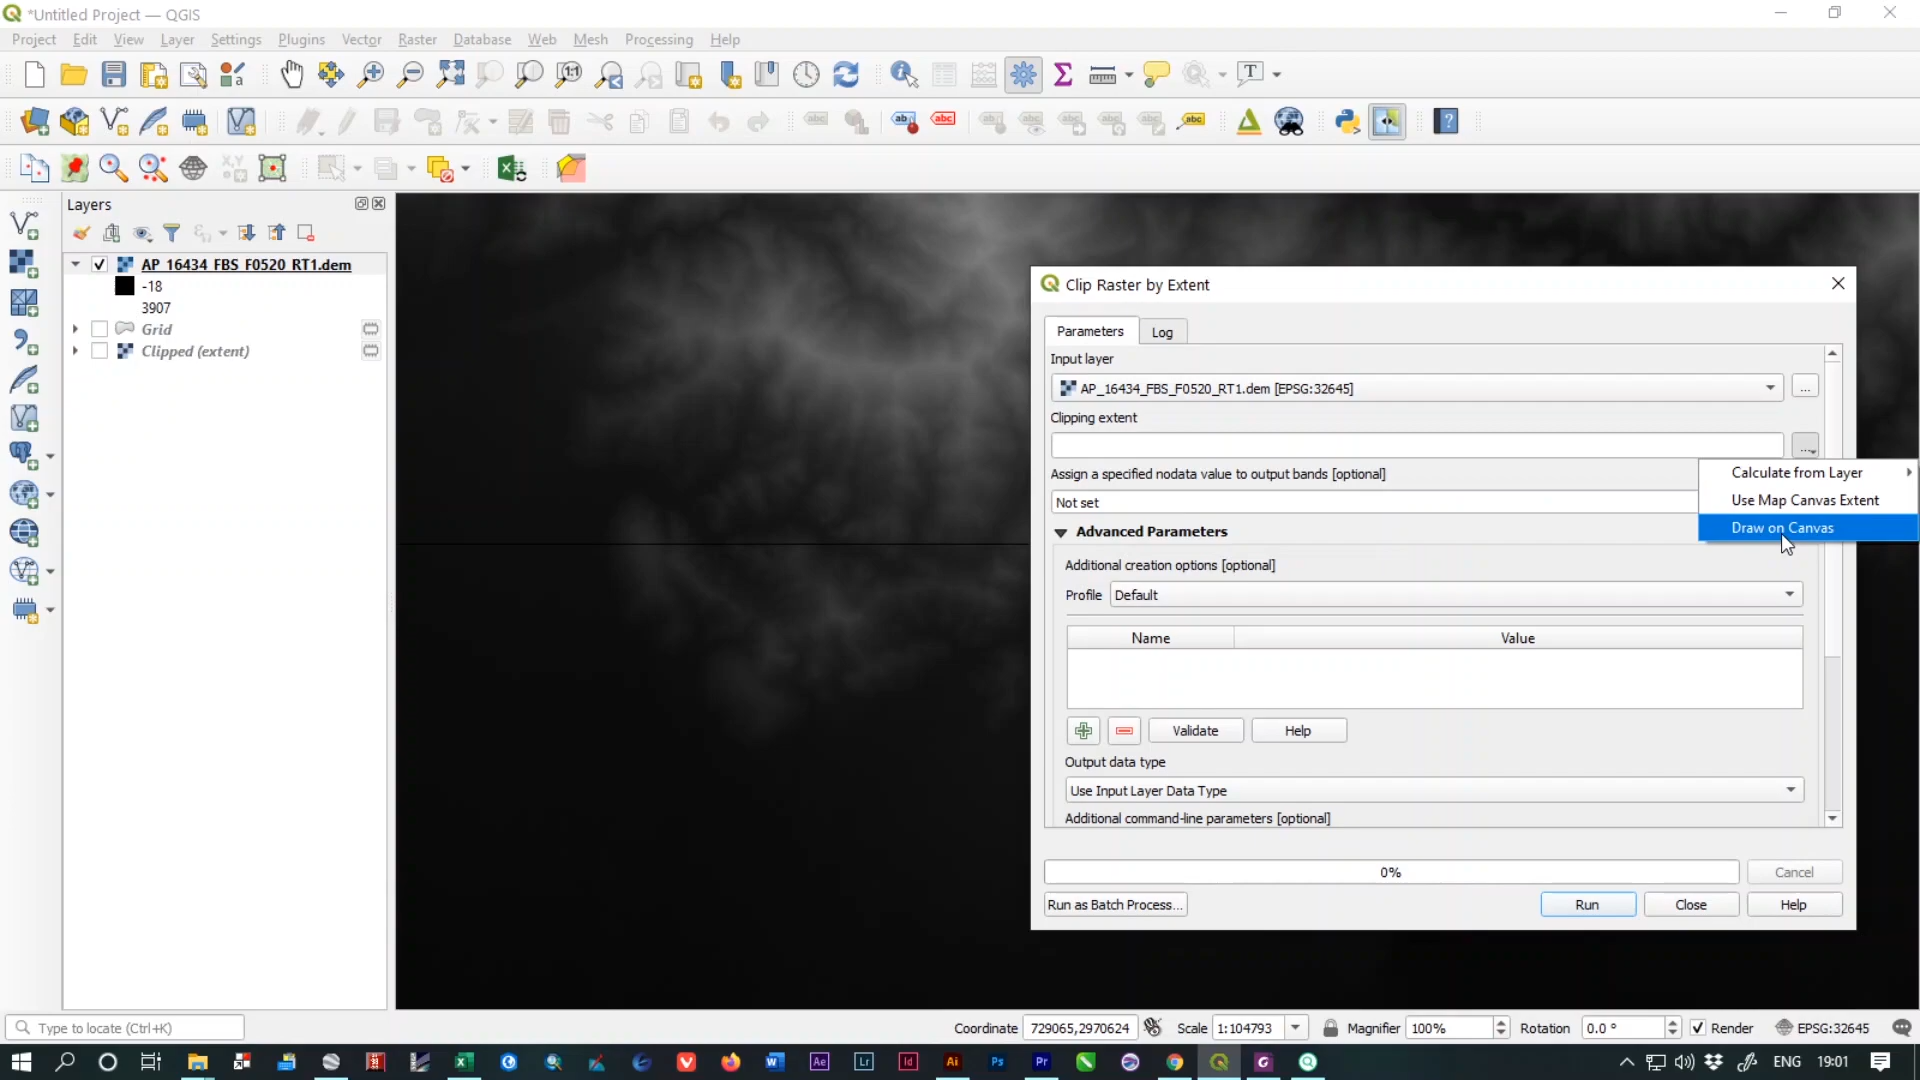 *Untitled Project — QGIS
Project Edit View Layer Settings Plugins Vector Raster Database Web Mesh Processing Help
Layers
AP_16434_FBS_F0520_RT1.dem
-18
3907
Grid
Clipped (extent)
Clip Raster by Extent
Parameters Log
Input layer
AP_16434_FBS_F0520_RT1.dem [EPSG:32645]
Clipping extent
Assign a specified nodata value to output bands [optional]
Not set
Calculate from Layer
Use Map Canvas Extent
Draw on Canvas
Advanced Parameters
Additional creation options [optional]
Profile Default
Name Value
Validate Help
Output data type
Use Input Layer Data Type
Additional command-line parameters [optional]
0% Cancel
Run as Batch Process... Run Close Help
Type to locate (Ctrl+K) Coordinate 729065,2970624 Scale 1:104793 Magnifier 100% Rotation 0.0 ° Render EPSG:32645
ENG 19:01